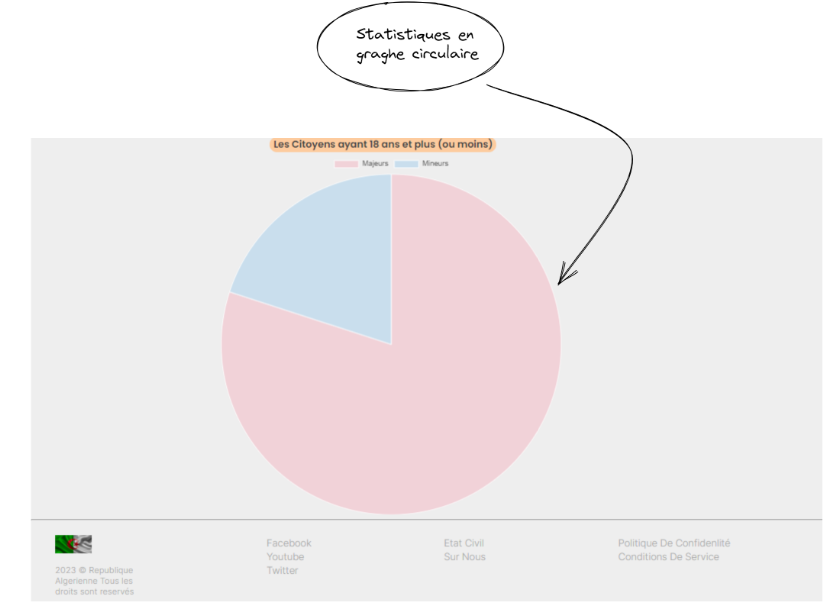 Statistiques en
graghe circulaire
Les Citoyens ayant 18 ans et plus (ou moins)
Majeurs Mineurs
2023 © Republique
Algerienne Tous les
droits sont reservés
Facebook
Youtube
Twitter
Etat Civil
Sur Nous
Politique De Confidenlité
Conditions De Service